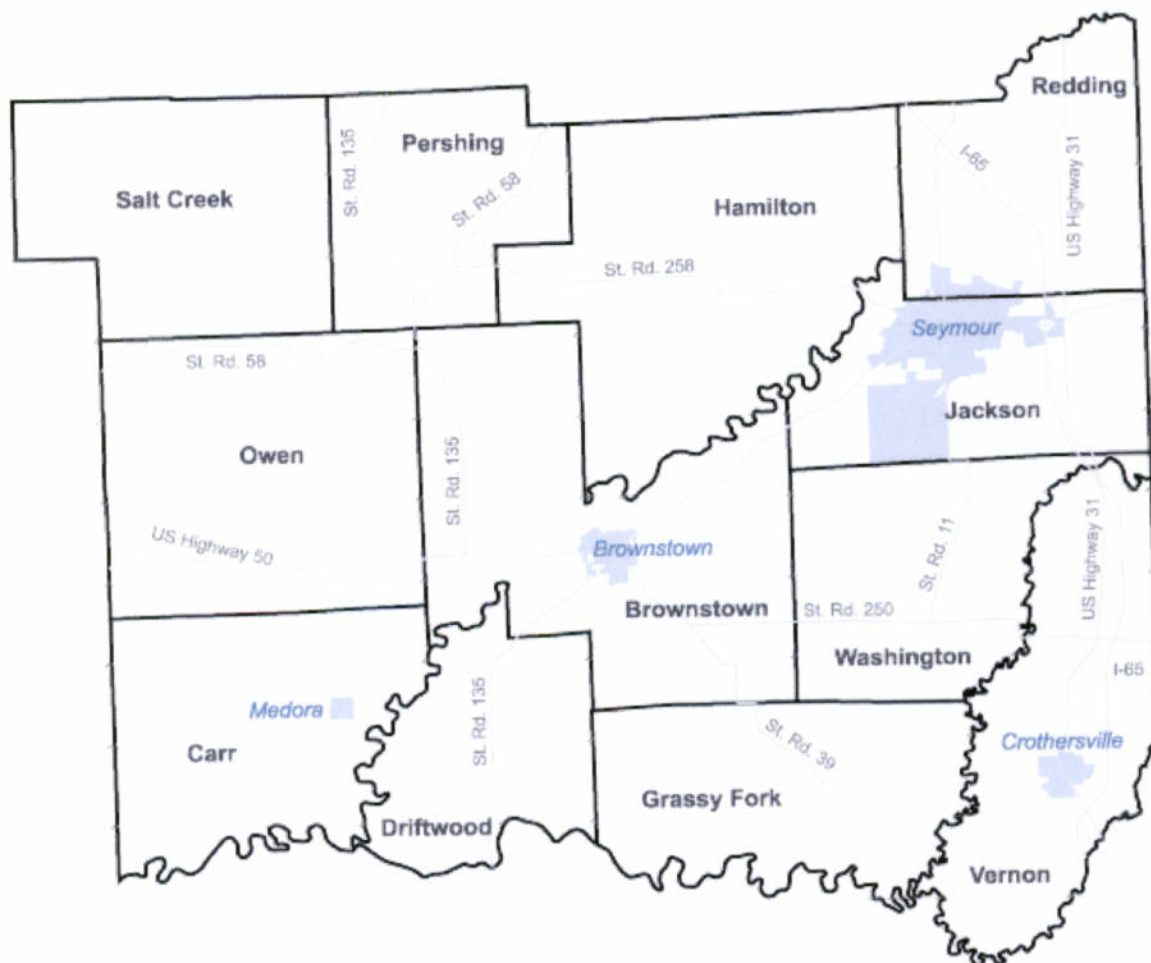 Redding
St. Rd. 135
Pershing
I-65
US Highway 31
Salt Creek
St. Rd. 58
Hamilton
St. Rd. 258
Seymour
St. Rd. 58
Jackson
Owen
St. Rd. 135
US Highway 50
Brownstown
St. Rd. 11
US Highway 31
Brownstown
St. Rd. 250
Washington
I-65
Medora
St. Rd. 135
Carr
St. Rd. 39
Crothersville
Grassy Fork
Driftwood
Vernon